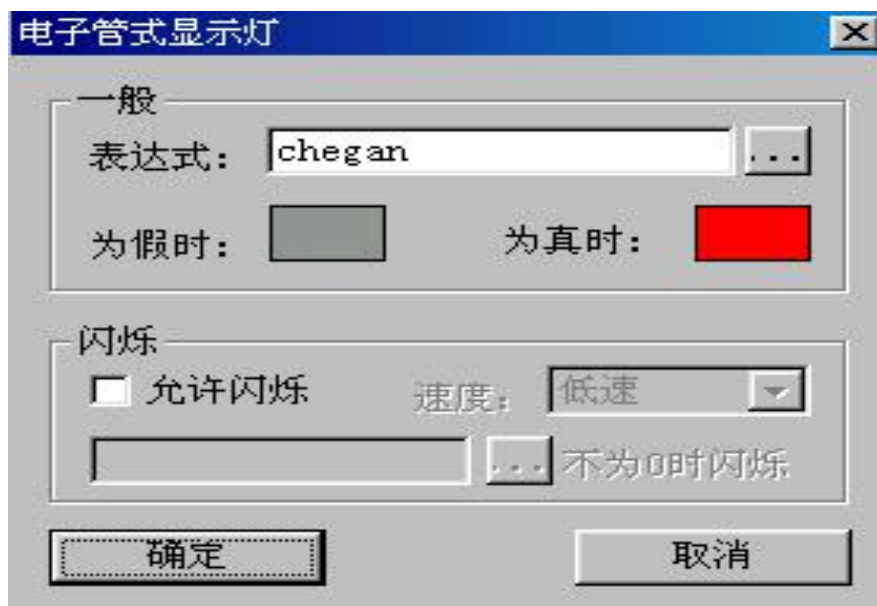 电子管式显示灯
一般
表达式: chegan ...
为假时: 为真时:
闪烁
允许闪烁 速度: 低速
... 不为0时闪烁
确定 取消